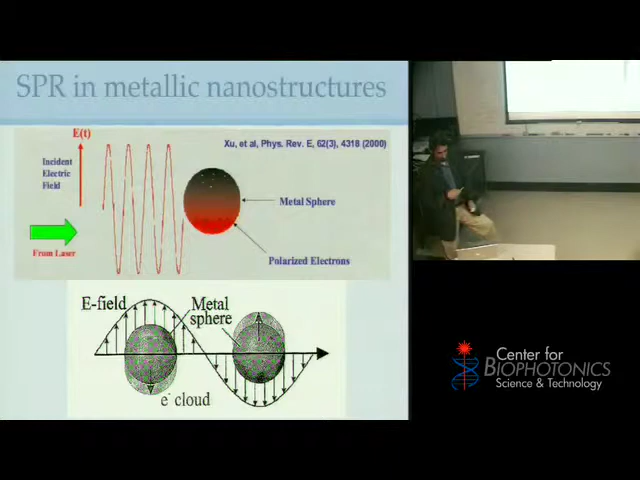 SPR in metallic nanostructures
E(t)
Xu, et al, Phys. Rev. E, 62(3), 4318 (2000)
Incident
Electric
Field
Metal Sphere
From Laser
Polarized Electrons
E-field
Metal
sphere
e⁻ cloud
Center for
BIOPHOTONICS
Science & Technology